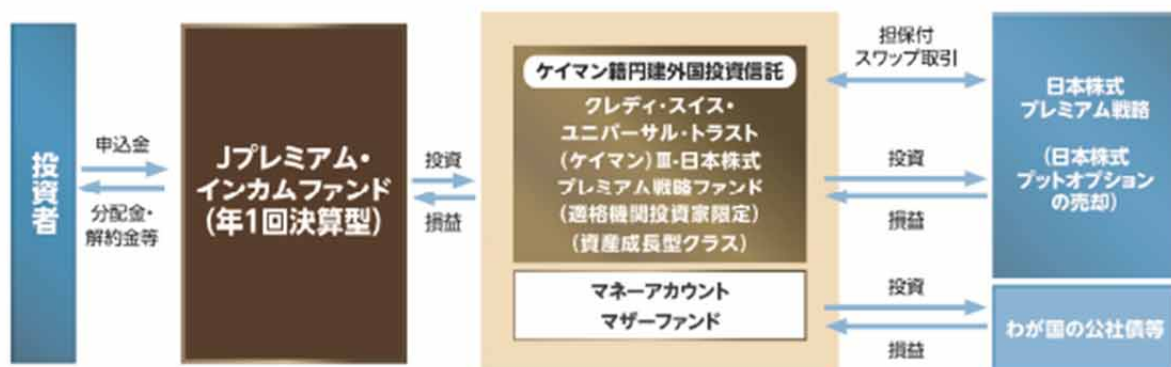 投資者
申込金
分配金・
解約金等
Jプレミアム・
インカムファンド
(年1回決算型)
投資
損益
ケイマン籍円建外国投資信託
クレディ・スイス・
ユニバーサル・トラスト
(ケイマン)Ⅲ-日本株式
プレミアム戦略ファンド
(適格機関投資家限定)
(資産成長型クラス)
マネーアカウント
マザーファンド
担保付
スワップ取引
投資
損益
投資
損益
日本株式
プレミアム戦略
(日本株式
プットオプション
の売却)
わが国の公社債等